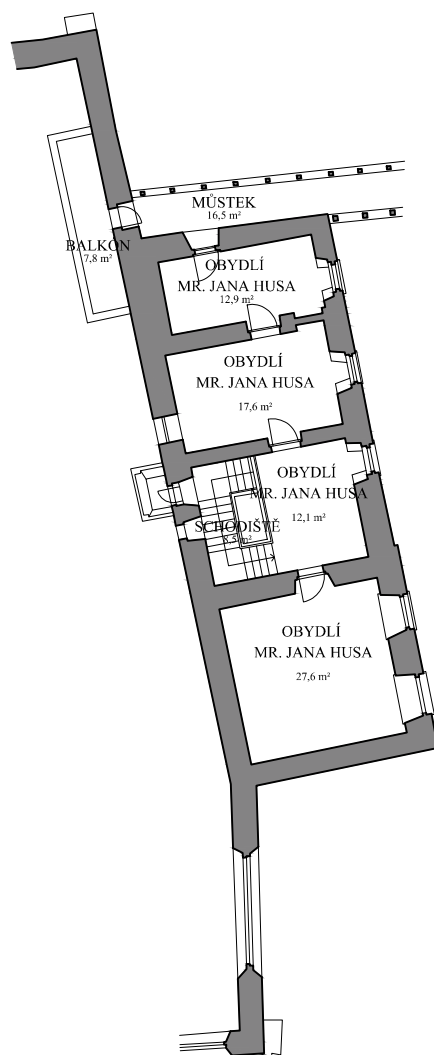 MŮSTEK
16,5 m²
BALKÓN
7,8 m²
OBYDLÍ
MR. JANA HUSA
12,9 m²
OBYDLÍ
MR. JANA HUSA
17,6 m²
OBYDLÍ
MR. JANA HUSA
12,1 m²
SCHODIŠTĚ
8,5 m²
OBYDLÍ
MR. JANA HUSA
27,6 m²